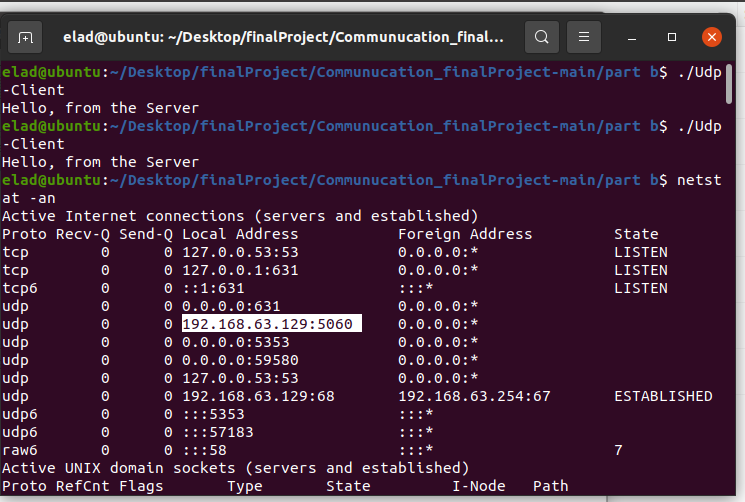 elad@ubuntu: ~/Desktop/finalProject/Communucation_final...
elad@ubuntu:~/Desktop/finalProject/Communucation_finalProject-main/part b$ ./Udp
-Client
Hello, from the Server
elad@ubuntu:~/Desktop/finalProject/Communucation_finalProject-main/part b$ ./Udp
-Client
Hello, from the Server
elad@ubuntu:~/Desktop/finalProject/Communucation_finalProject-main/part b$ netst
at -an
Active Internet connections (servers and established)
Proto Recv-Q Send-Q Local Address           Foreign Address         State
tcp        0      0 127.0.0.53:53           0.0.0.0:*               LISTEN
tcp        0      0 127.0.0.1:631           0.0.0.0:*               LISTEN
tcp6       0      0 ::1:631                 :::*                    LISTEN
udp        0      0 0.0.0.0:631             0.0.0.0:*
udp        0      0 192.168.63.129:5060     0.0.0.0:*
udp        0      0 0.0.0.0:5353            0.0.0.0:*
udp        0      0 0.0.0.0:59580           0.0.0.0:*
udp        0      0 127.0.0.53:53           0.0.0.0:*
udp        0      0 192.168.63.129:68       192.168.63.254:67       ESTABLISHED
udp6       0      0 :::5353                 :::*
udp6       0      0 :::57183                :::*
raw6       0      0 :::58                   :::*                    7
Active UNIX domain sockets (servers and established)
Proto RefCnt Flags       Type       State         I-Node   Path